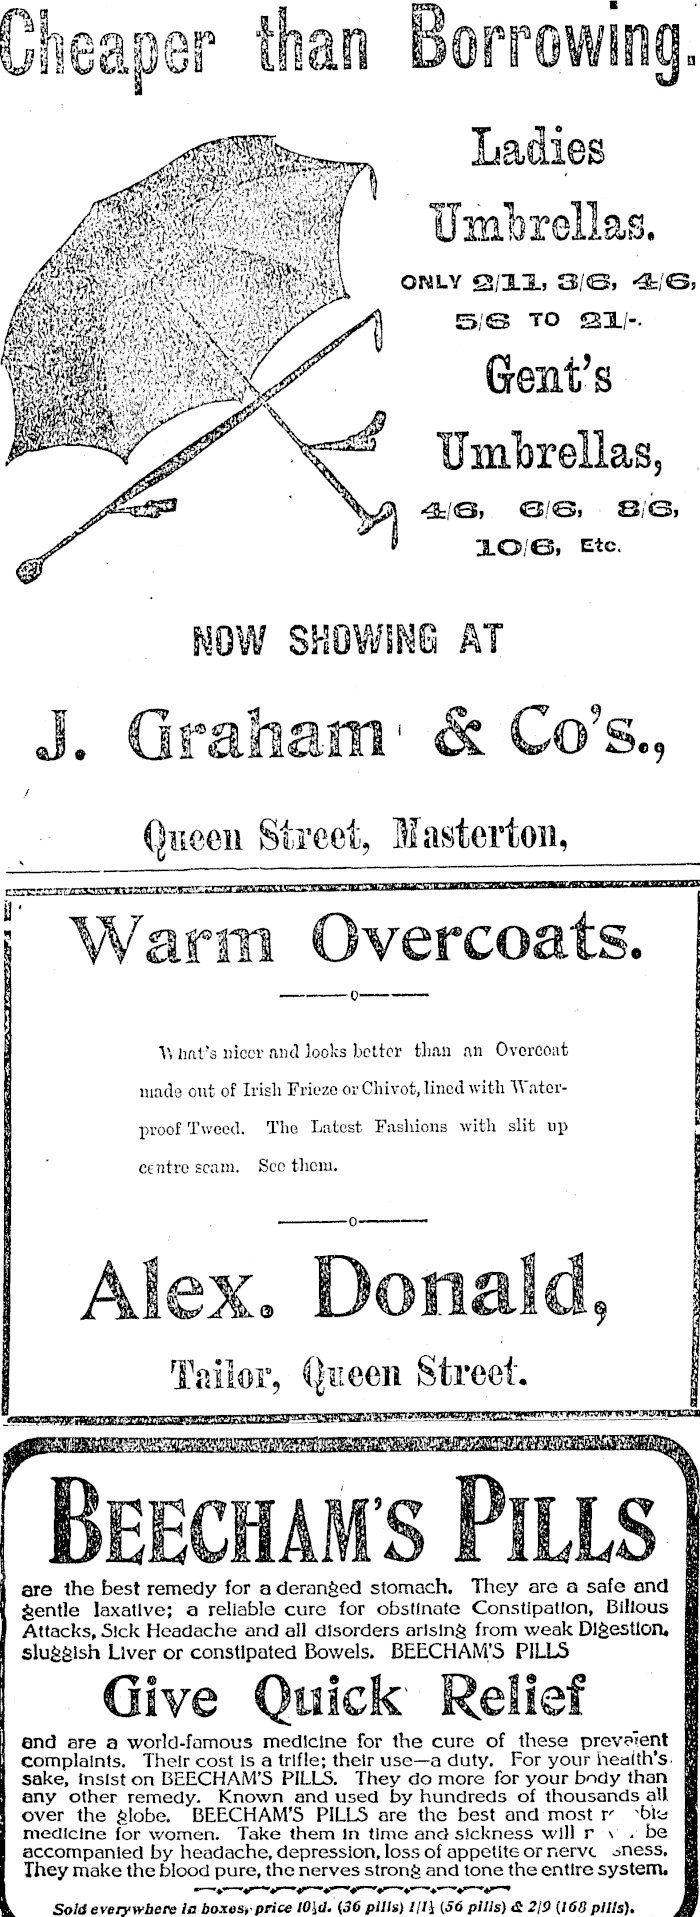 Cheaper than Borrowing.
Ladies
Umbrellas.
ONLY 2/11, 3/6, 4/6,
5/6 TO 21/-.
Gent's
Umbrellas,
4/6, 6/6, 8/6,
10/6, Etc.
NOW SHOWING AT
J. Graham & Co's.,
Queen Street, Masterton,
Warm Overcoats.
What's nicer and looks better than an Overcoat
made out of Irish Frieze or Chivot, lined with Water-
proof Tweed. The Latest Fashions with slit up
centre seam. See them.
Alex. Donald,
Tailor, Queen Street.
BEECHAM'S PILLS
are the best remedy for a deranged stomach. They are a safe and
gentle laxative; a reliable cure for obstinate Constipation, Bilious
Attacks, Sick Headache and all disorders arising from weak Digestion,
sluggish Liver or constipated Bowels. BEECHAM'S PILLS
Give Quick Relief
and are a world-famous medicine for the cure of these prevalent
complaints. Their cost is a trifle; their use—a duty. For your health's
sake, insist on BEECHAM'S PILLS. They do more for your body than
any other remedy. Known and used by hundreds of thousands all
over the globe. BEECHAM'S PILLS are the best and most
medicine for women. Take them in time and sickness will be
accompanied by headache, depression, loss of appetite or
They make the blood pure, the nerves strong and tone the entire system.
Sold everywhere in boxes, price 10½d. (36 pills) 1/1½ (56 pills) & 2/9 (168 pills).